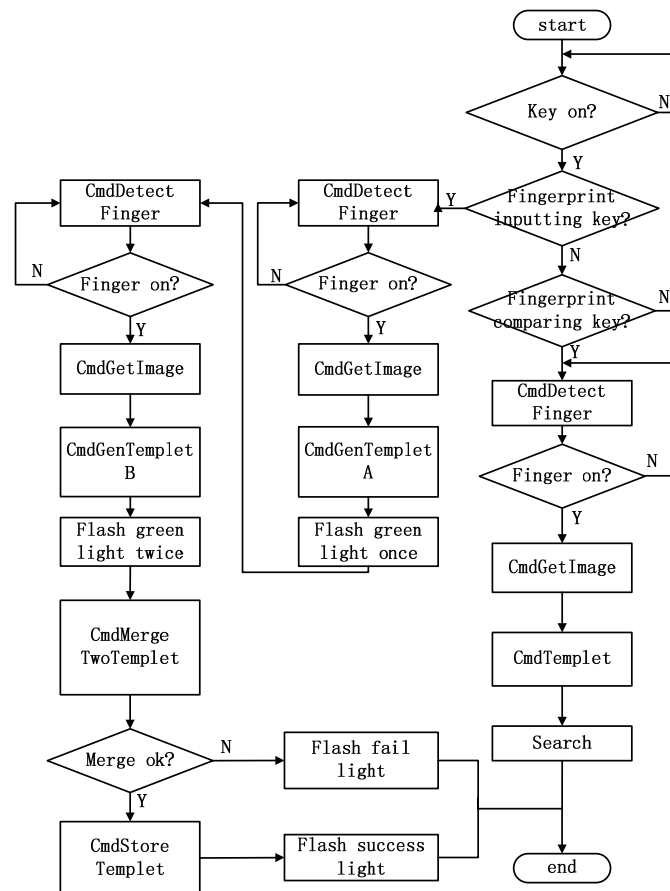 start
Key on?
N
Y
Fingerprint
inputting key?
Y
N
Fingerprint
comparing key?
N
Y
CmdDetect
Finger
Finger on?
N
Y
CmdGetImage
CmdTemplet
Search
end
CmdDetect
Finger
Finger on?
N
Y
CmdGetImage
CmdGenTemplet
A
Flash green
light once
CmdDetect
Finger
Finger on?
N
Y
CmdGetImage
CmdGenTemplet
B
Flash green
light twice
CmdMerge
TwoTemplet
Merge ok?
N
Y
Flash fail
light
CmdStore
Templet
Flash success
light